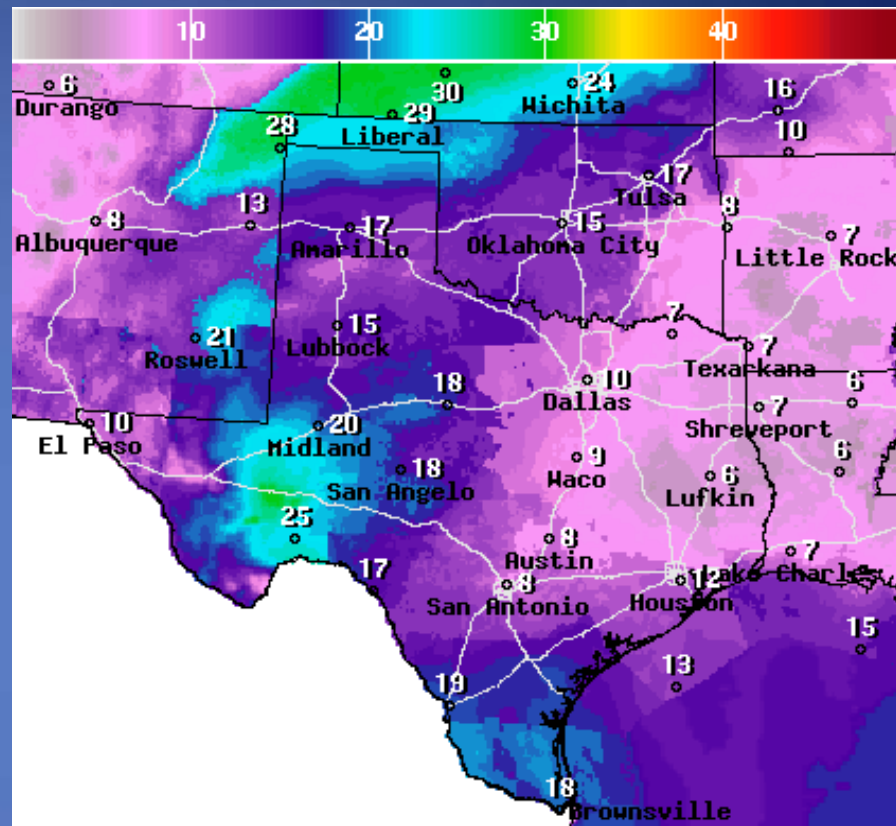 10 20 30 40
6
Durango
30
24
Wichita
16
29
Liberal
28
10
17
Tulsa
8
Albuquerque
13
17
Amarillo
15
Oklahoma City
8
7
Little Rock
21
Roswell
15
Lubbock
7
7
Texarkana
10
Dallas
18
6
7
Shreveport
10
El Paso
20
Midland
18
San Angelo
9
Waco
6
Lufkin
6
25
8
Austin
7
Lake Charles
17
8
San Antonio
12
Houston
15
13
19
18
Brownsville